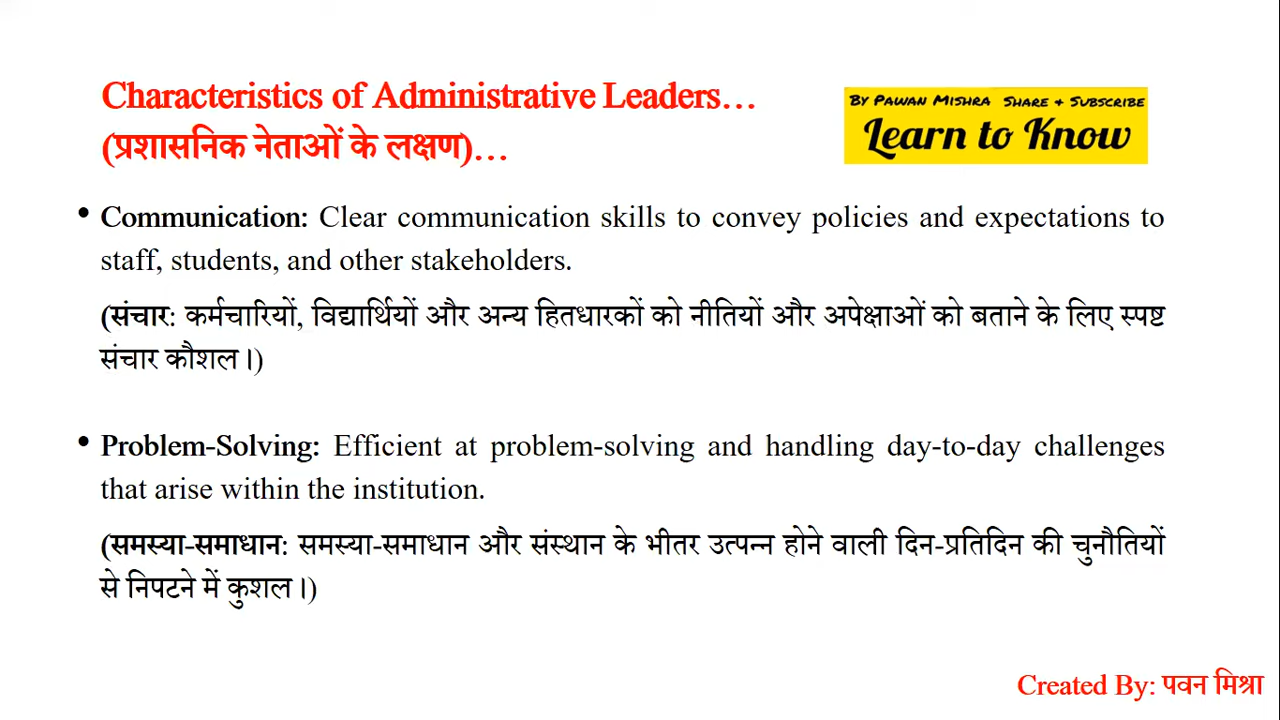 Characteristics of Administrative Leaders…
(प्रशासनिक नेताओं के लक्षण)…
By Pawan Mishra Share & Subscribe
Learn to Know
• Communication: Clear communication skills to convey policies and expectations to
staff, students, and other stakeholders.
(संचार: कर्मचारियों, विद्यार्थियों और अन्य हितधारकों को नीतियों और अपेक्षाओं को बताने के लिए स्पष्ट
संचार कौशल।)
• Problem-Solving: Efficient at problem-solving and handling day-to-day challenges
that arise within the institution.
(समस्या-समाधान: समस्या-समाधान और संस्थान के भीतर उत्पन्न होने वाली दिन-प्रतिदिन की चुनौतियों
से निपटने में कुशल।)
Created By: पवन मिश्रा